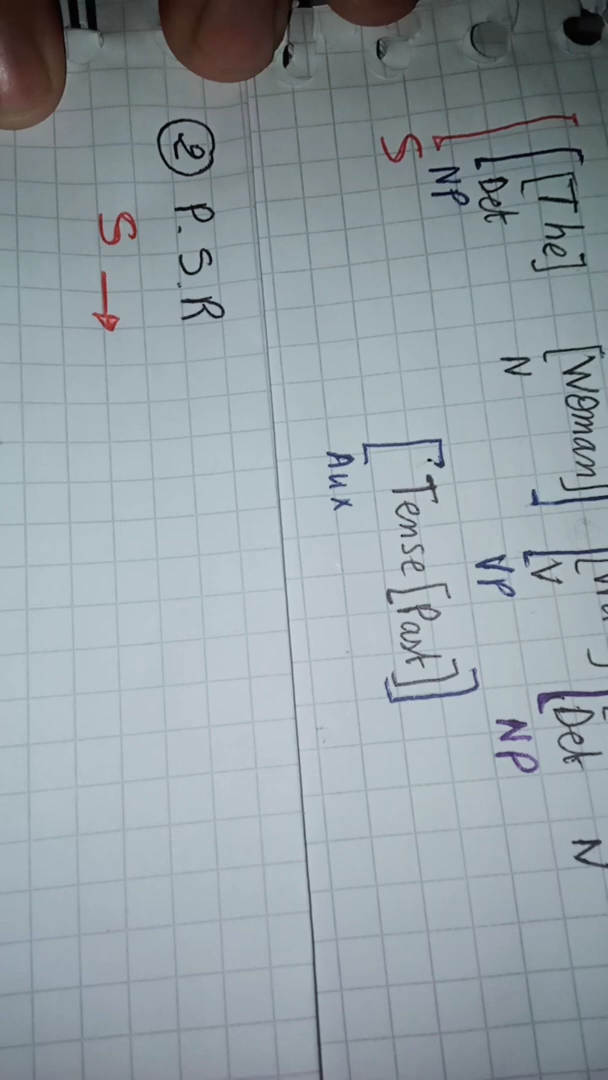 [The] [Woman]
[Det N [V [Det N
NP VP NP
S
[Tense [Past]]
Aux
② P.S.R
S →